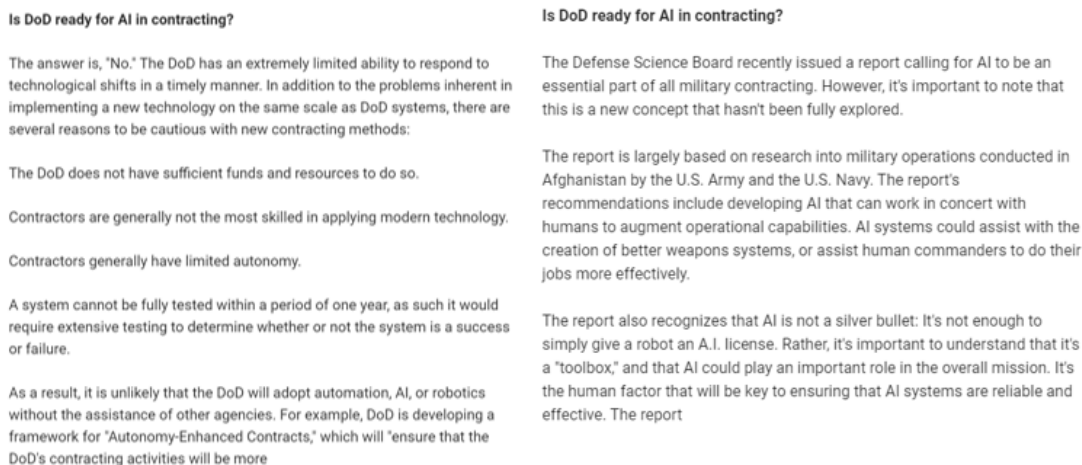 Is DoD ready for AI in contracting?
The answer is, "No." The DoD has an extremely limited ability to respond to
technological shifts in a timely manner. In addition to the problems inherent in
implementing a new technology on the same scale as DoD systems, there are
several reasons to be cautious with new contracting methods:
The DoD does not have sufficient funds and resources to do so.
Contractors are generally not the most skilled in applying modern technology.
Contractors generally have limited autonomy.
A system cannot be fully tested within a period of one year, as such it would
require extensive testing to determine whether or not the system is a success
or failure.
As a result, it is unlikely that the DoD will adopt automation, AI, or robotics
without the assistance of other agencies. For example, DoD is developing a
framework for "Autonomy-Enhanced Contracts," which will "ensure that the
DoD's contracting activities will be more
Is DoD ready for AI in contracting?
The Defense Science Board recently issued a report calling for AI to be an
essential part of all military contracting. However, it's important to note that
this is a new concept that hasn't been fully explored.
The report is largely based on research into military operations conducted in
Afghanistan by the U.S. Army and the U.S. Navy. The report's
recommendations include developing AI that can work in concert with
humans to augment operational capabilities. AI systems could assist with the
creation of better weapons systems, or assist human commanders to do their
jobs more effectively.
The report also recognizes that AI is not a silver bullet: It's not enough to
simply give a robot an A.I. license. Rather, it's important to understand that it's
a "toolbox," and that AI could play an important role in the overall mission. It's
the human factor that will be key to ensuring that AI systems are reliable and
effective. The report